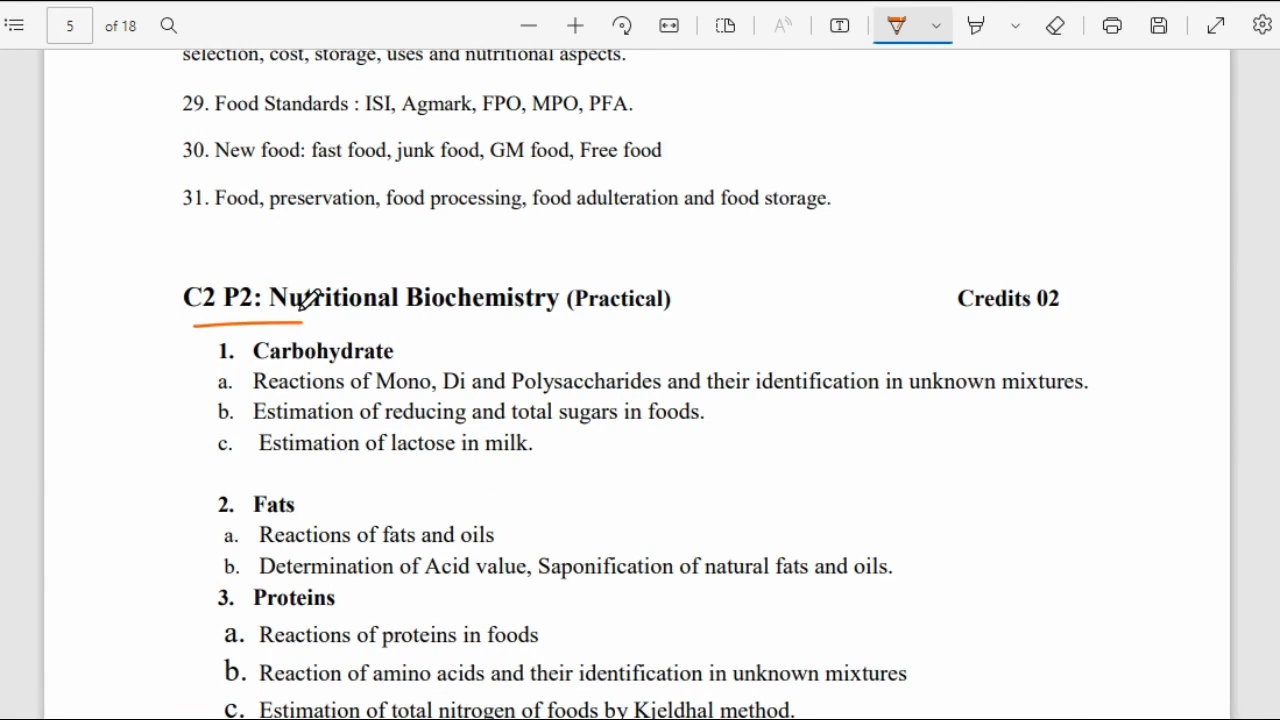 5 of 18
selection, cost, storage, uses and nutritional aspects.
29. Food Standards : ISI, Agmark, FPO, MPO, PFA.
30. New food: fast food, junk food, GM food, Free food
31. Food, preservation, food processing, food adulteration and food storage.
C2 P2: Nutritional Biochemistry (Practical) Credits 02
1. Carbohydrate
a. Reactions of Mono, Di and Polysaccharides and their identification in unknown mixtures.
b. Estimation of reducing and total sugars in foods.
c. Estimation of lactose in milk.
2. Fats
a. Reactions of fats and oils
b. Determination of Acid value, Saponification of natural fats and oils.
3. Proteins
a. Reactions of proteins in foods
b. Reaction of amino acids and their identification in unknown mixtures
c. Estimation of total nitrogen of foods by Kjeldhal method.